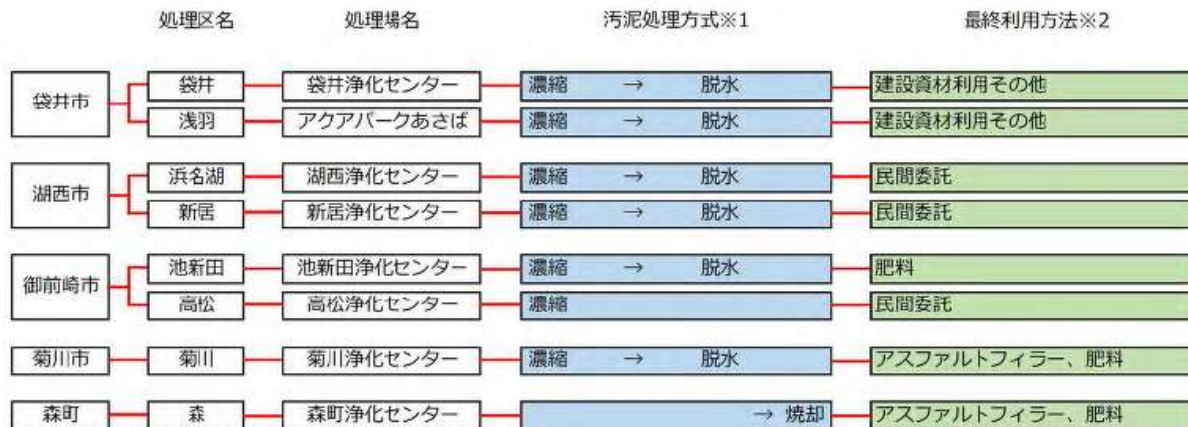 処理区名 処理場名 汚泥処理方式※1 最終利用方法※2
袋井市 袋井 袋井浄化センター 濃縮 → 脱水 建設資材利用その他
浅羽 アクアパークあさば 濃縮 → 脱水 建設資材利用その他
湖西市 浜名湖 湖西浄化センター 濃縮 → 脱水 民間委託
新居 新居浄化センター 濃縮 → 脱水 民間委託
御前崎市 池新田 池新田浄化センター 濃縮 → 脱水 肥料
高松 高松浄化センター 濃縮 民間委託
菊川市 菊川 菊川浄化センター 濃縮 → 脱水 アスファルトフィラー、肥料
森町 森 森町浄化センター → 焼却 アスファルトフィラー、肥料